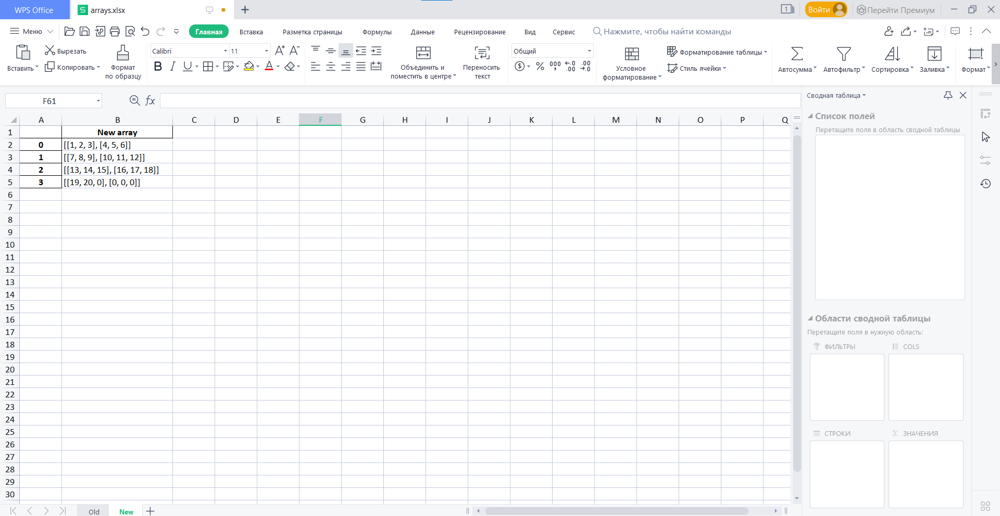 WPS Office
arrays.xlsx
1
Войти
Перейти Премиум
Меню
Главная
Вставка
Разметка страницы
Формулы
Данные
Рецензирование
Вид
Сервис
Нажмите, чтобы найти команды
Вставить
Вырезать
Копировать
Формат
по образцу
Calibri
11
Объединить и
поместить в центре
Переносить
текст
Общий
Условное
форматирование
Форматирование таблицы
Стиль ячейки
Автосумма
Автофильтр
Сортировка
Заливка
Формат
F61
fx
A B C D E F G H I J K L M N O P Q
1 New array
2 0 [[1, 2, 3], [4, 5, 6]]
3 1 [[7, 8, 9], [10, 11, 12]]
4 2 [[13, 14, 15], [16, 17, 18]]
5 3 [[19, 20, 0], [0, 0, 0]]
6
7
8
9
10
11
12
13
14
15
16
17
18
19
20
21
22
23
24
25
26
27
28
29
30
Old
New
Сводная таблица
Список полей
Перетащите поля в область сводной таблицы
Области сводной таблицы
Перетащите поля в нужную область:
ФИЛЬТРЫ
COLS
СТРОКИ
ЗНАЧЕНИЯ